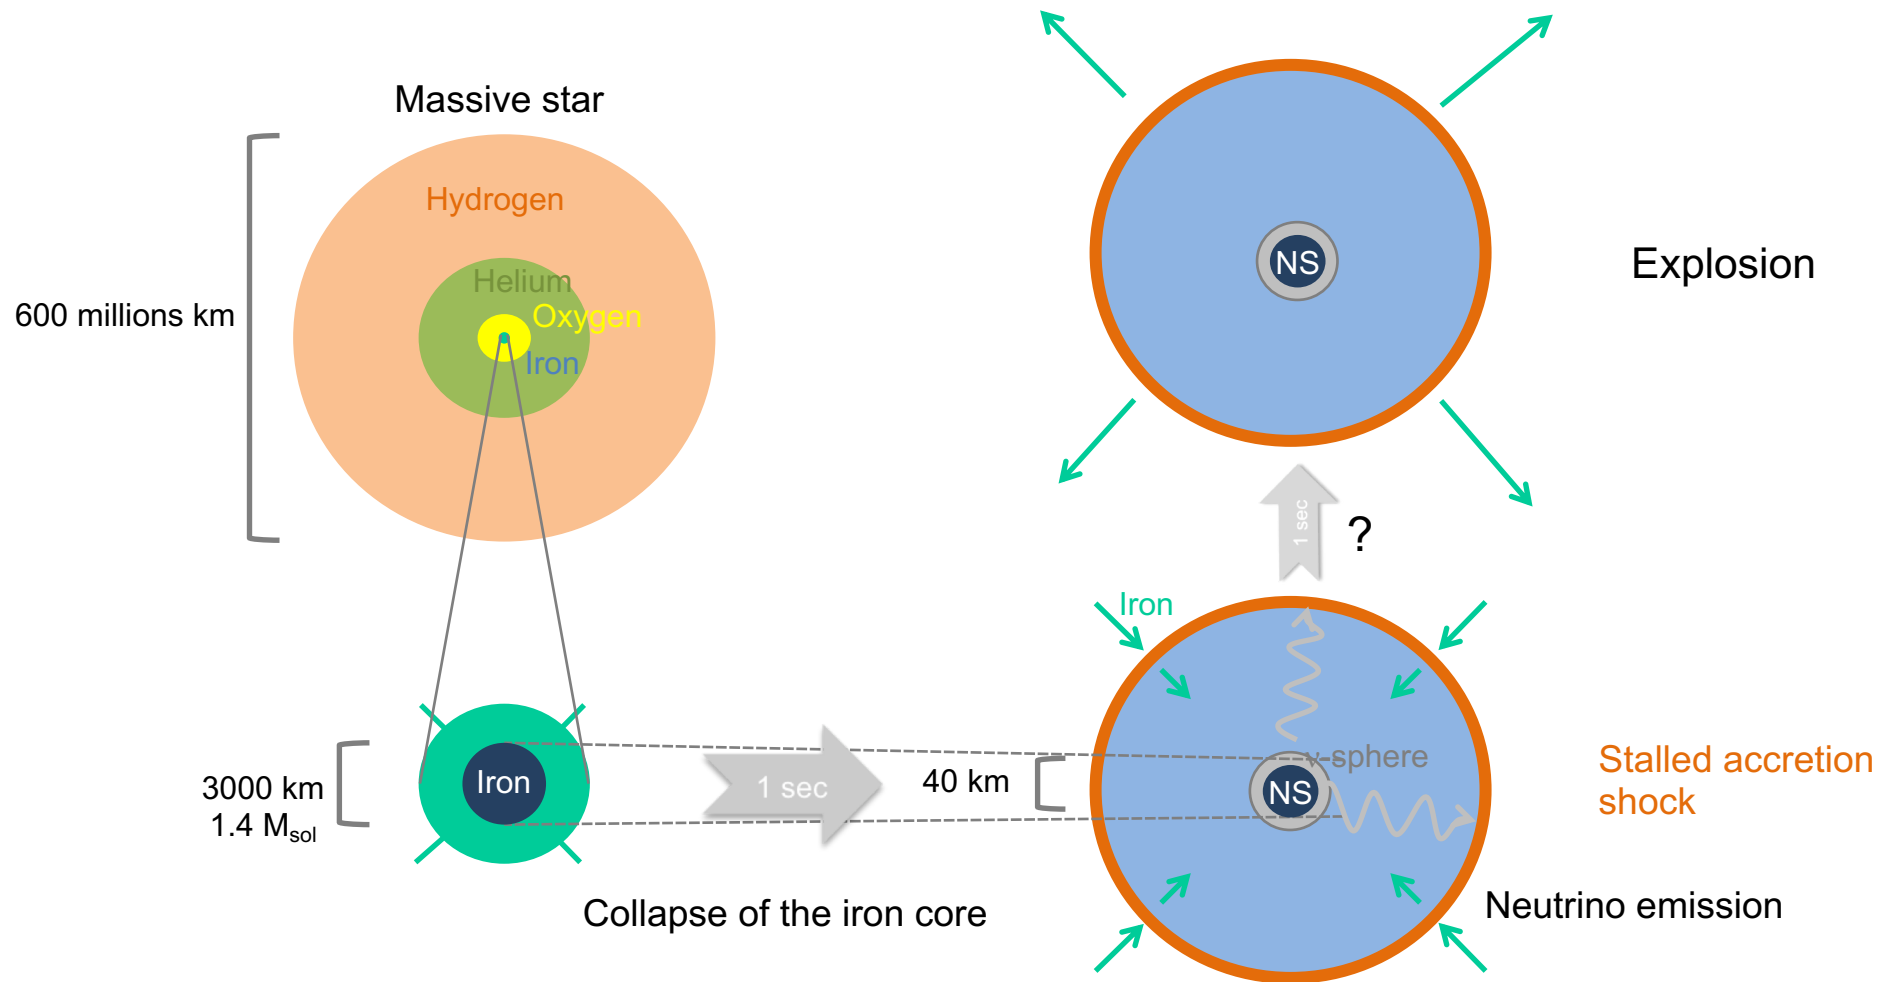 Massive star
Hydrogen
Helium
Oxygen
Iron
600 millions km
3000 km
1.4 Msol
Iron
1 sec
Collapse of the iron core
40 km
Iron
ν-sphere
NS
Stalled accretion
shock
Neutrino emission
1 sec
?
NS
Explosion